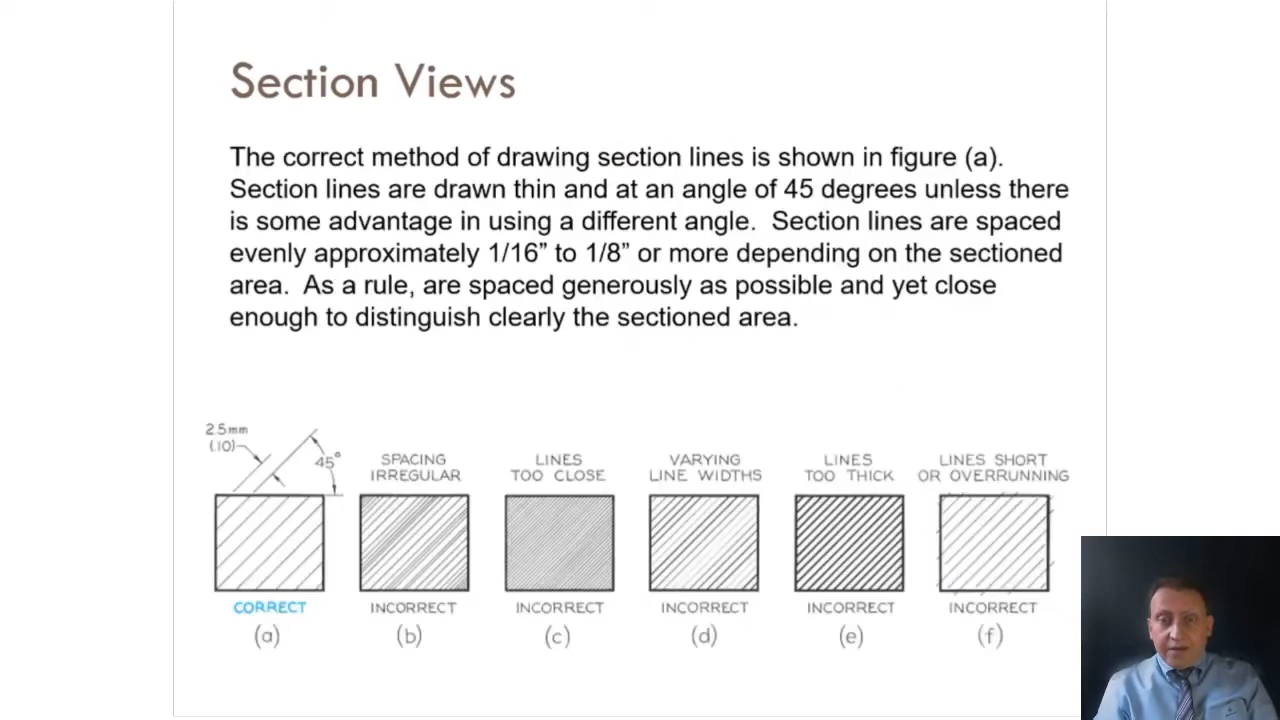 Section Views
The correct method of drawing section lines is shown in figure (a).
Section lines are drawn thin and at an angle of 45 degrees unless there
is some advantage in using a different angle.  Section lines are spaced
evenly approximately 1/16” to 1/8” or more depending on the sectioned
area.  As a rule, are spaced generously as possible and yet close
enough to distinguish clearly the sectioned area.
2.5mm
(.10)
45°
SPACING
IRREGULAR
LINES
TOO CLOSE
VARYING
LINE WIDTHS
LINES
TOO THICK
LINES SHORT
OR OVERRUNNING
CORRECT
INCORRECT
INCORRECT
INCORRECT
INCORRECT
INCORRECT
(a)
(b)
(c)
(d)
(e)
(f)